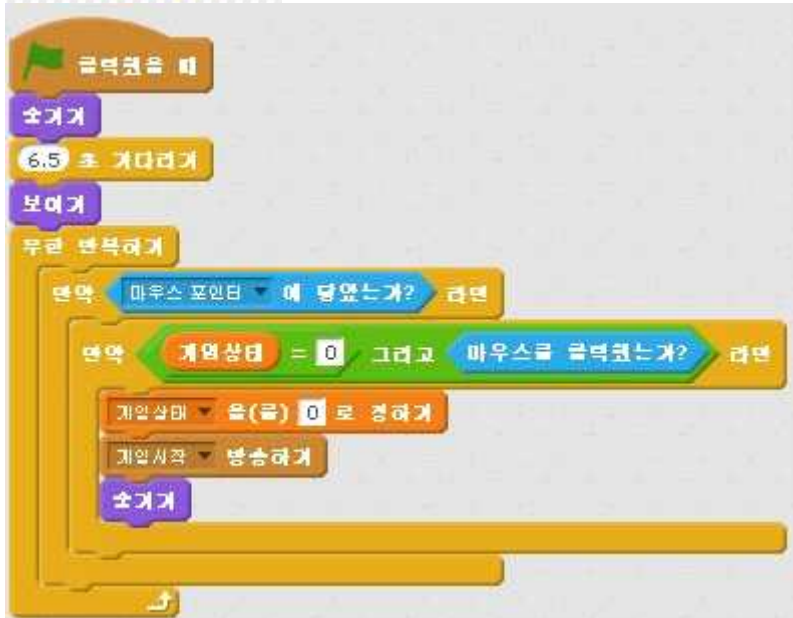 클릭했을 때
숨기기
6.5 초 기다리기
보이기
무한 반복하기
만약 마우스 포인터 에 닿았는가? 라면
만약 게임상태 = 0 그리고 마우스를 클릭했는가? 라면
게임상태 을(를) 0 로 정하기
게임시작 방송하기
숨기기